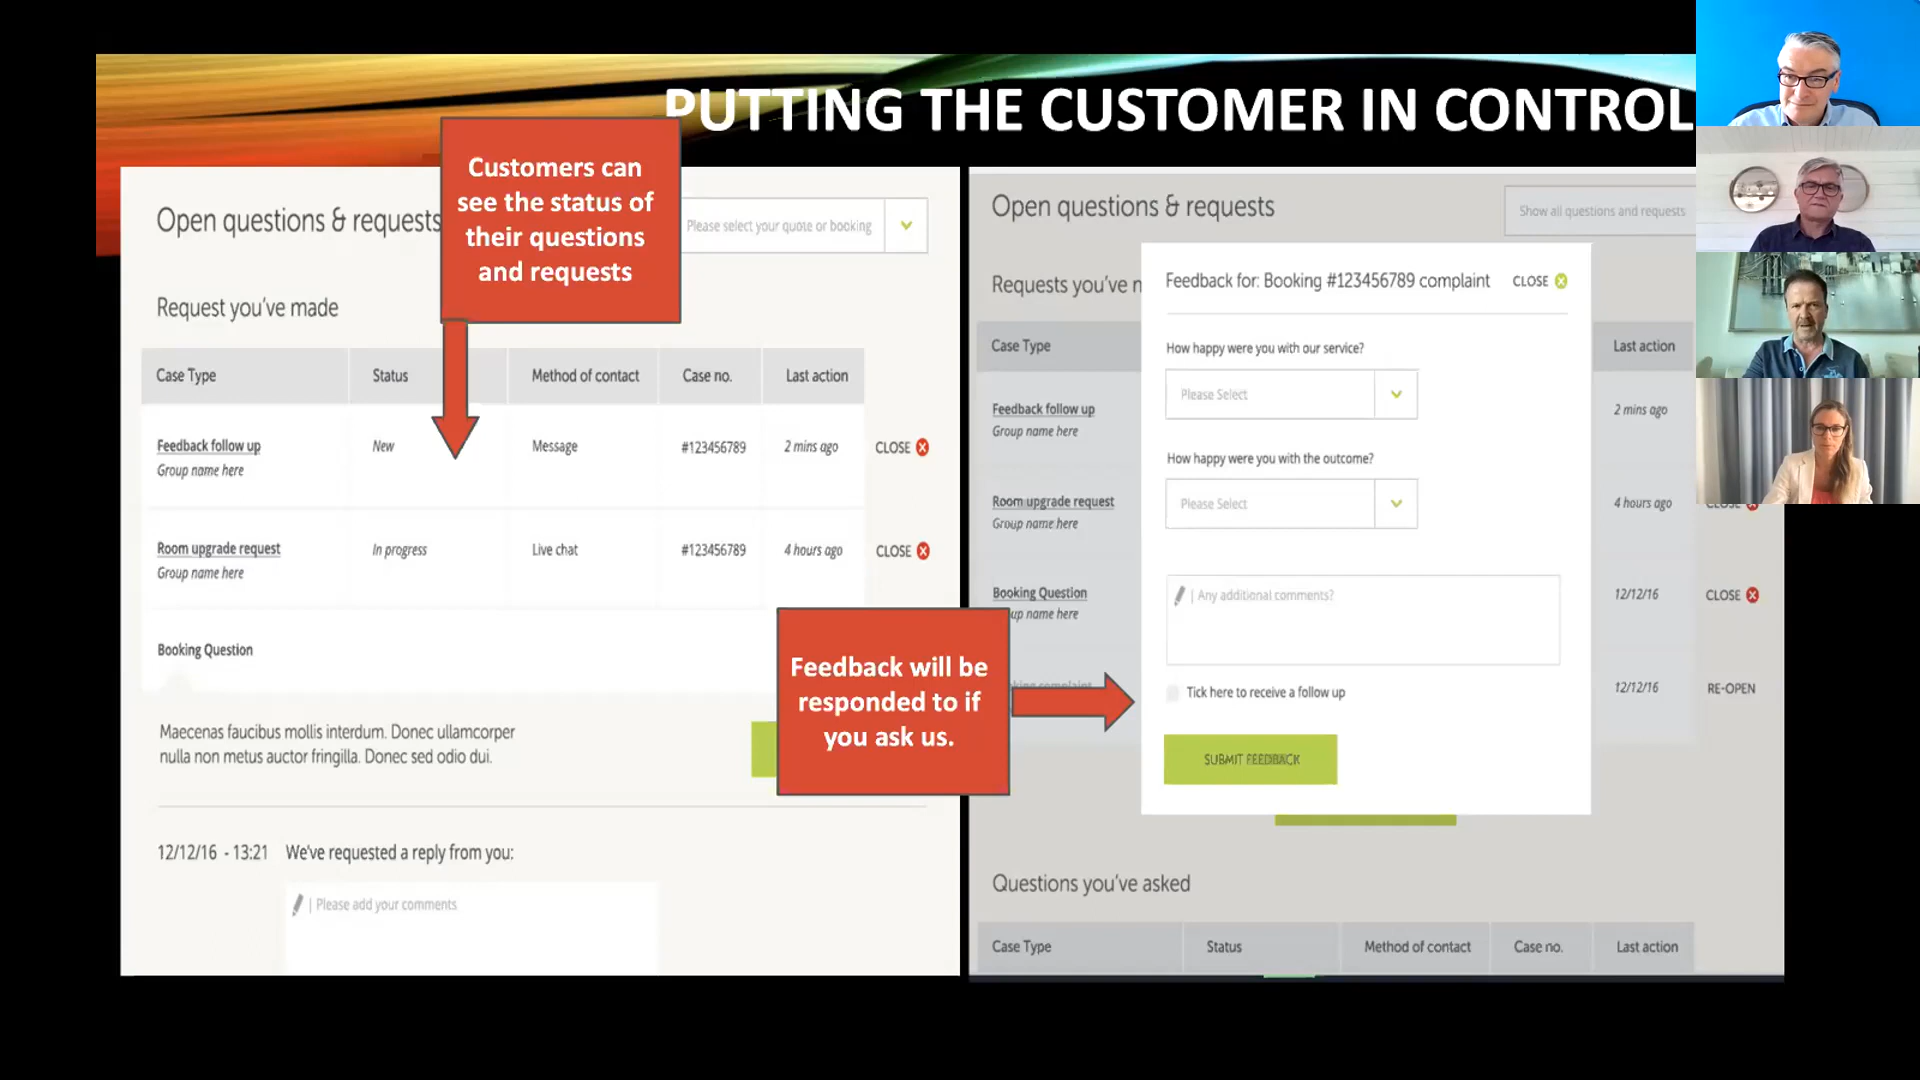 PUTTING THE CUSTOMER IN CONTROL
Customers can
see the status of
their questions
and requests
Open questions & requests
Please select your quote or booking
Request you've made
Case Type Status Method of contact Case no. Last action
Feedback follow up New Message #123456789 2 mins ago CLOSE
Group name here
Room upgrade request In progress Live chat #123456789 4 hours ago CLOSE
Group name here
Booking Question
Maecenas faucibus mollis interdum. Donec ullamcorper
nulla non metus auctor fringilla. Donec sed odio dui.
12/12/16 - 13:21 We've requested a reply from you:
Please add your comments
Feedback will be
responded to if
you ask us.
Open questions & requests
Show all questions and requests
Requests you've
Case Type Last action
Feedback follow up 2 mins ago
Group name here
Room upgrade request 4 hours ago CLOSE
Group name here
Booking Question 12/12/16 CLOSE
name here
complaint 12/12/16 RE-OPEN
Feedback for: Booking #123456789 complaint CLOSE
How happy were you with our service?
Please Select
How happy were you with the outcome?
Please Select
Any additional comments?
Tick here to receive a follow up
SUBMIT FEEDBACK
Questions you've asked
Case Type Status Method of contact Case no. Last action